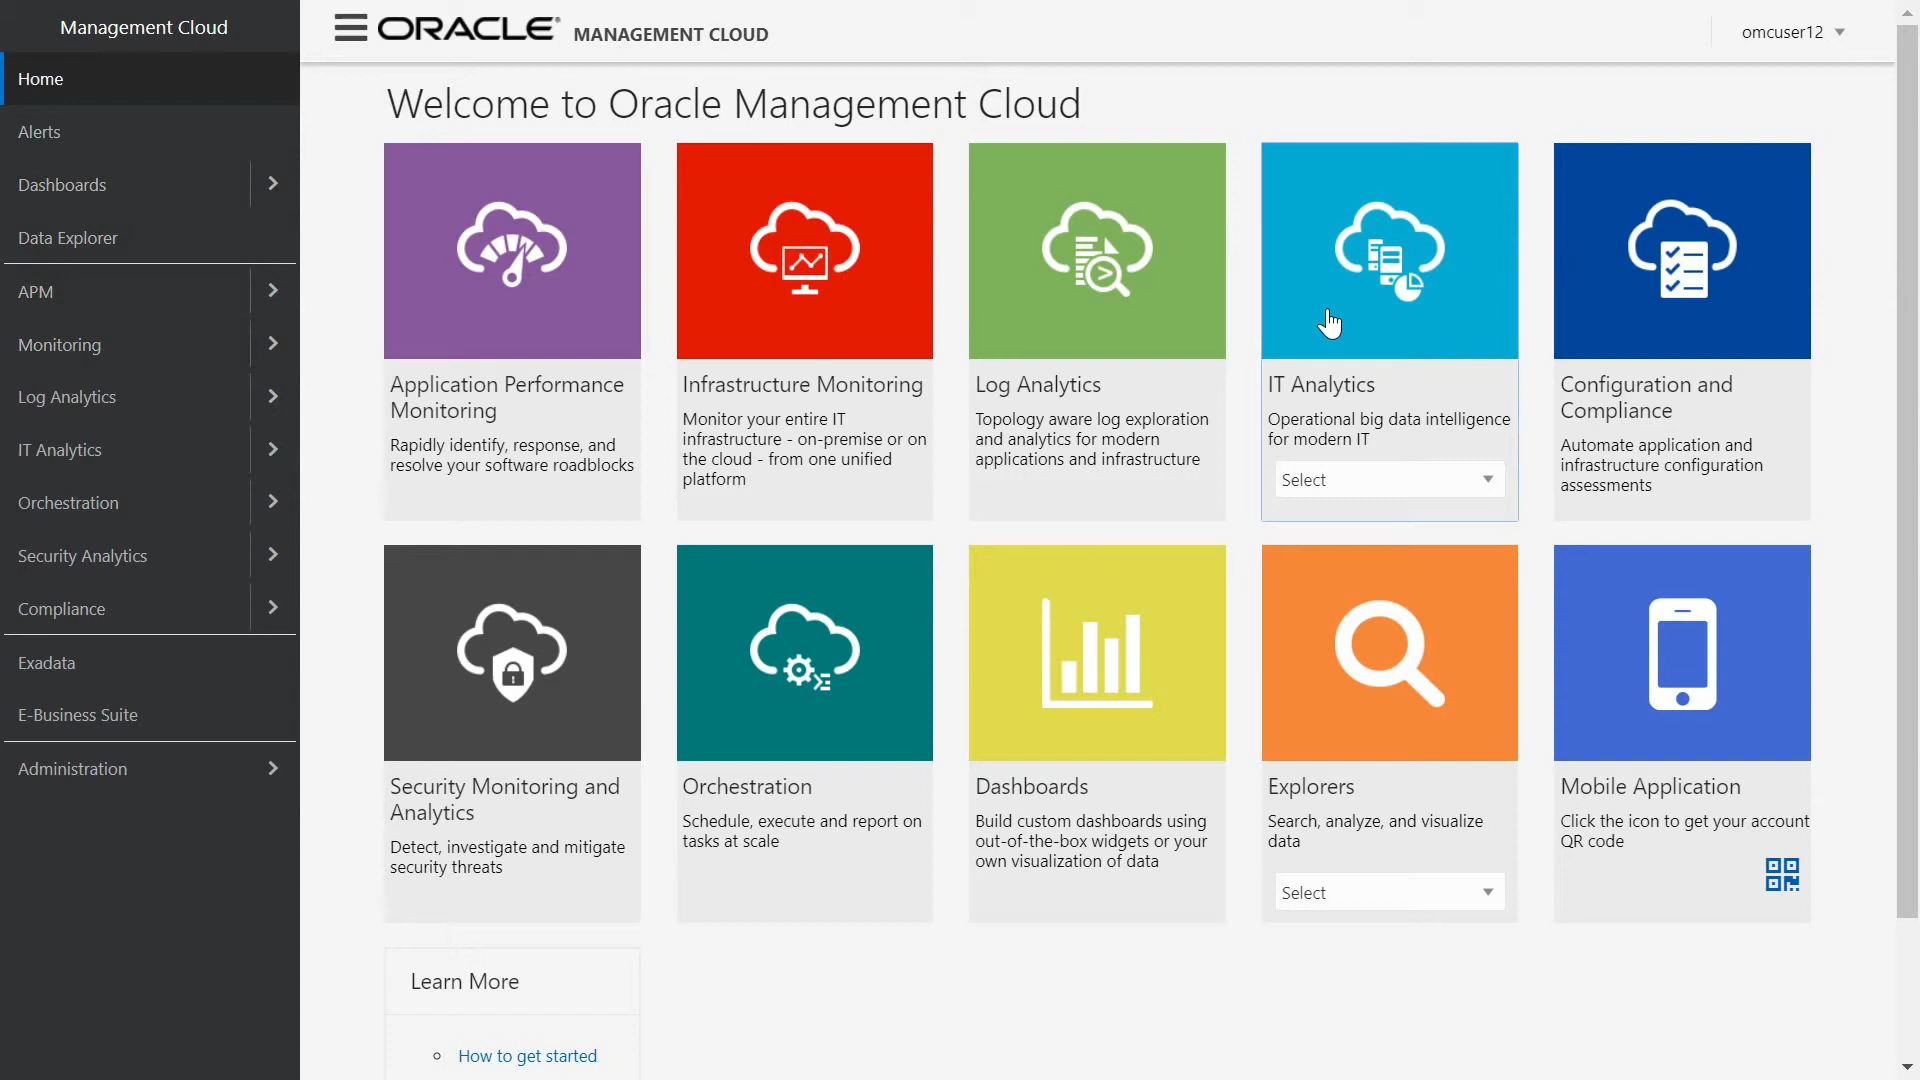 Management Cloud
Home
Alerts
Dashboards
Data Explorer
APM
Monitoring
Log Analytics
IT Analytics
Orchestration
Security Analytics
Compliance
Exadata
E-Business Suite
Administration
ORACLE® MANAGEMENT CLOUD
omcuser12
Welcome to Oracle Management Cloud
Application Performance
Monitoring
Rapidly identify, response, and
resolve your software roadblocks
Infrastructure Monitoring
Monitor your entire IT
infrastructure - on-premise or on
the cloud - from one unified
platform
Log Analytics
Topology aware log exploration
and analytics for modern
applications and infrastructure
IT Analytics
Operational big data intelligence
for modern IT
Select
Configuration and
Compliance
Automate application and
infrastructure configuration
assessments
Security Monitoring and
Analytics
Detect, investigate and mitigate
security threats
Orchestration
Schedule, execute and report on
tasks at scale
Dashboards
Build custom dashboards using
out-of-the-box widgets or your
own visualization of data
Explorers
Search, analyze, and visualize
data
Select
Mobile Application
Click the icon to get your account
QR code
Learn More
How to get started